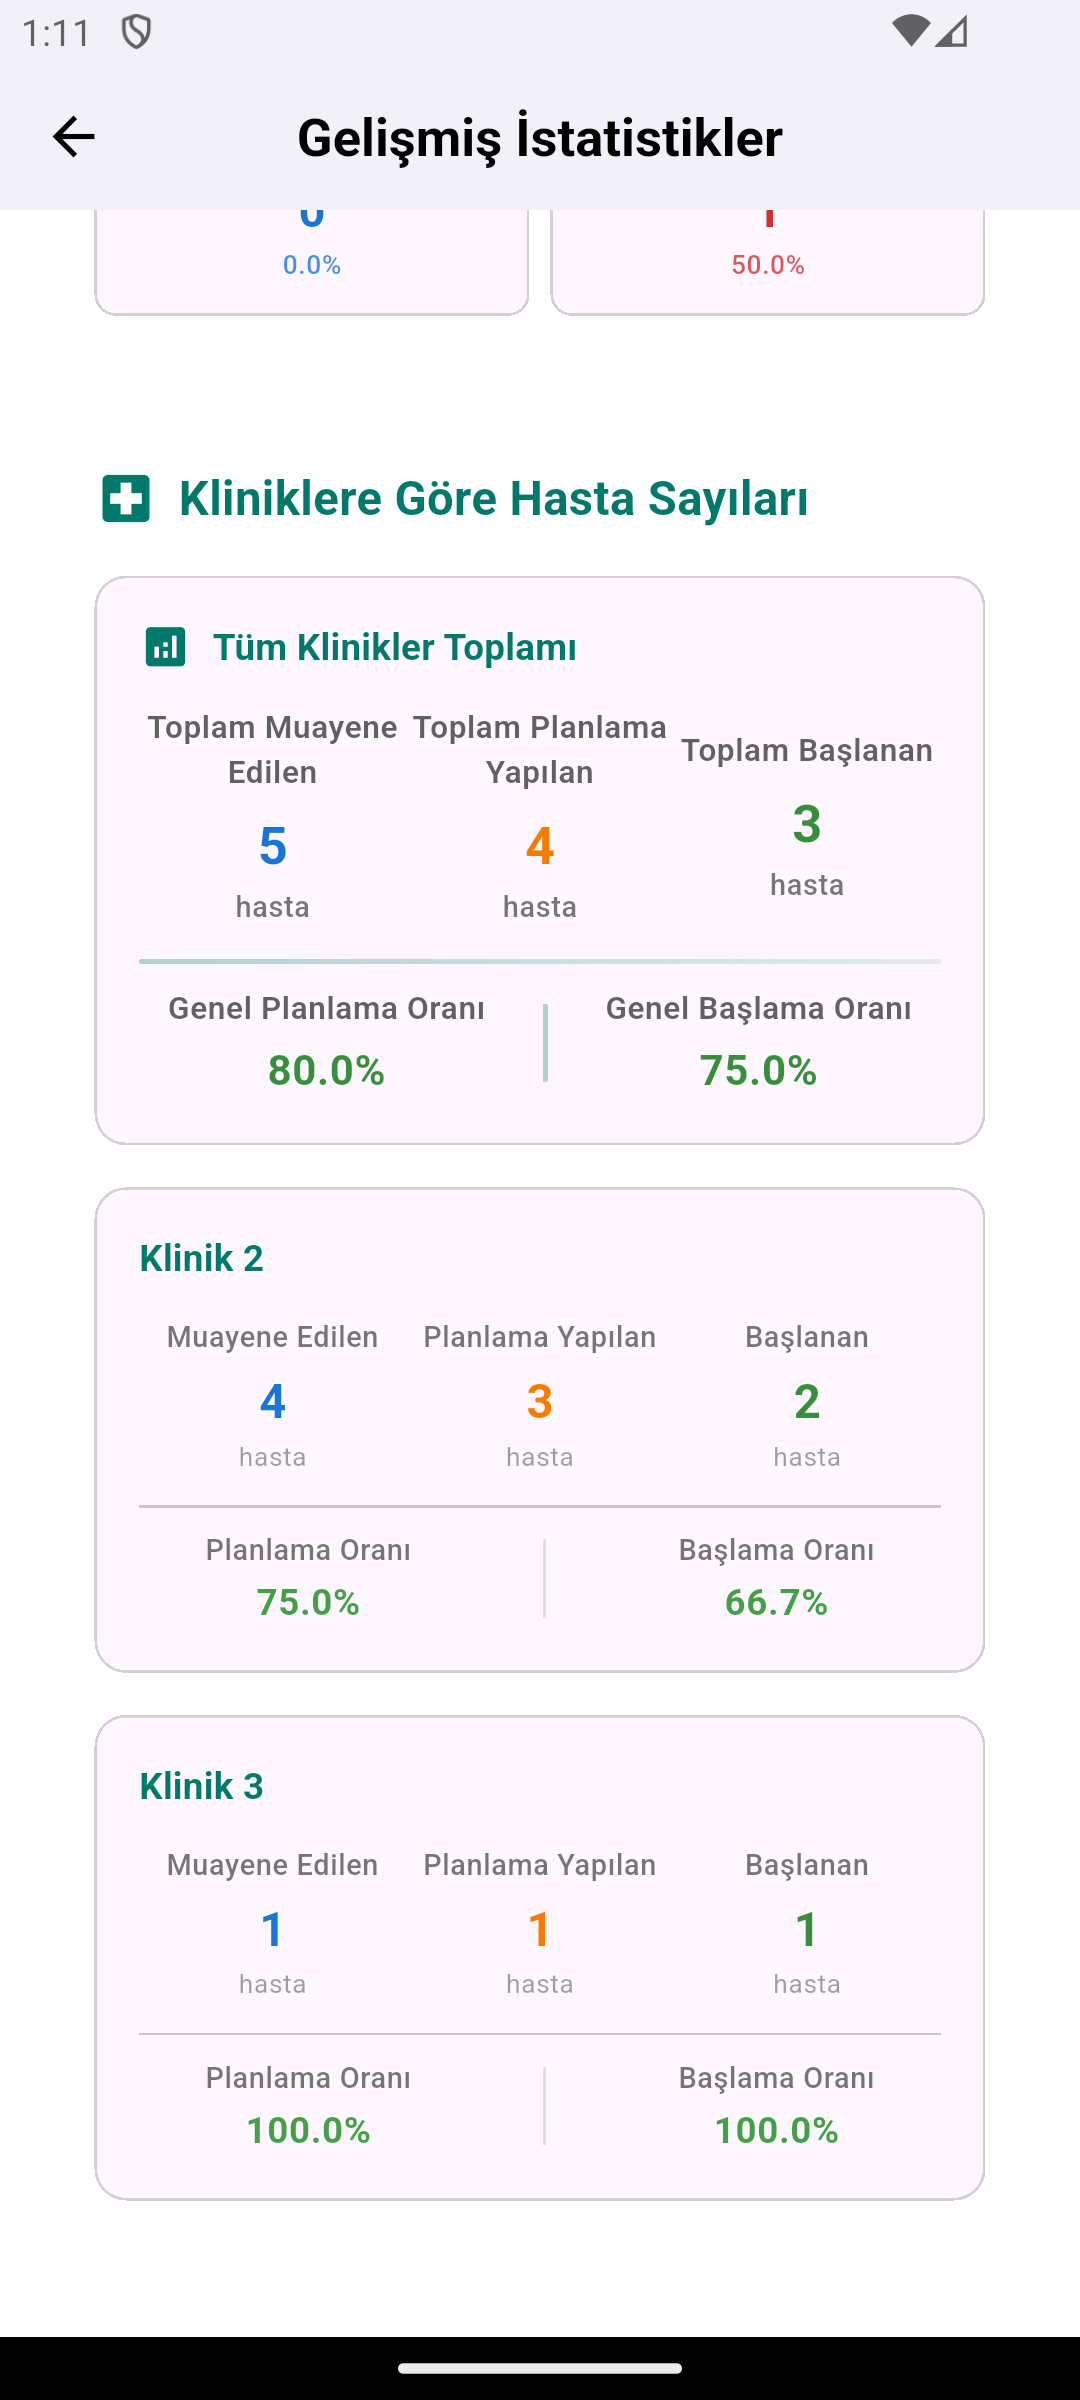 1:11
Gelişmiş İstatistikler
0.0%
50.0%
Kliniklere Göre Hasta Sayıları
Tüm Klinikler Toplamı
Toplam Muayene Edilen
Toplam Planlama Yapılan
Toplam Başlanan
5
4
3
hasta
hasta
hasta
Genel Planlama Oranı
Genel Başlama Oranı
80.0%
75.0%
Klinik 2
Muayene Edilen
Planlama Yapılan
Başlanan
4
3
2
hasta
hasta
hasta
Planlama Oranı
Başlama Oranı
75.0%
66.7%
Klinik 3
Muayene Edilen
Planlama Yapılan
Başlanan
1
1
1
hasta
hasta
hasta
Planlama Oranı
Başlama Oranı
100.0%
100.0%